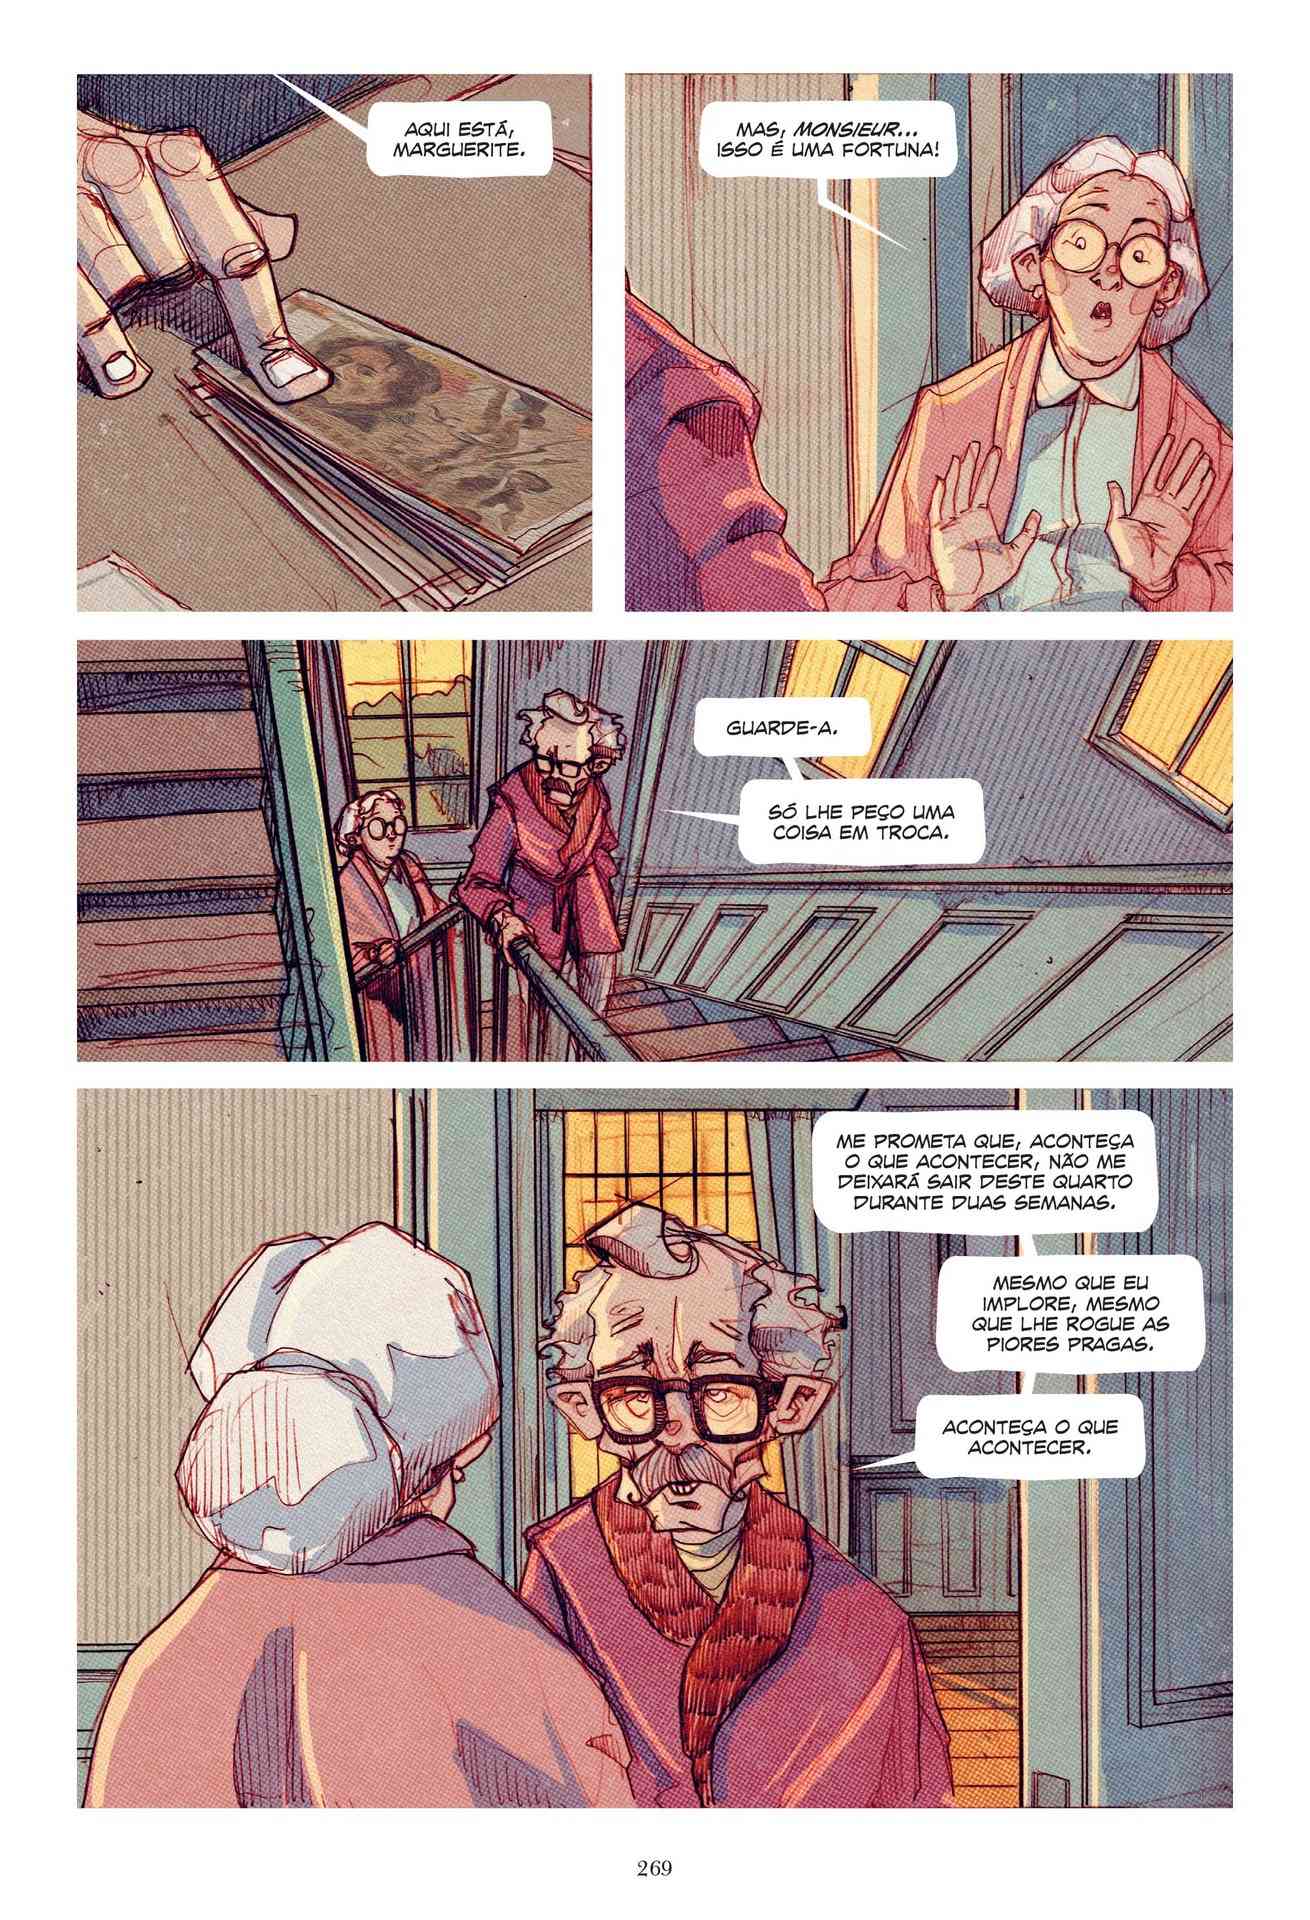 AQUI ESTÁ,
MARGUERITE.
MAS, MONSIEUR...
ISSO É UMA FORTUNA!
GUARDE-A.
SÓ LHE PEÇO UMA
COISA EM TROCA.
ME PROMETA QUE, ACONTEÇA
O QUE ACONTECER, NÃO ME
DEIXARÁ SAIR DESTE QUARTO
DURANTE DUAS SEMANAS.
MESMO QUE EU
IMPLORE, MESMO
QUE LHE ROGUE AS
PIORES PRAGAS.
ACONTEÇA O QUE
ACONTECER.
269